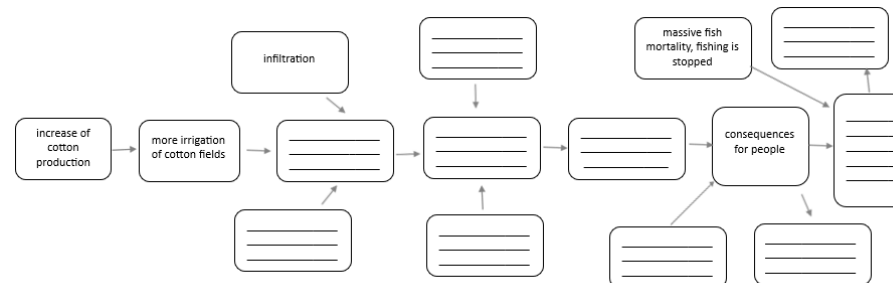 infiltration
massive fish
mortality, fishing is
stopped
increase of
cotton
production
more irrigation
of cotton fields
consequences
for people